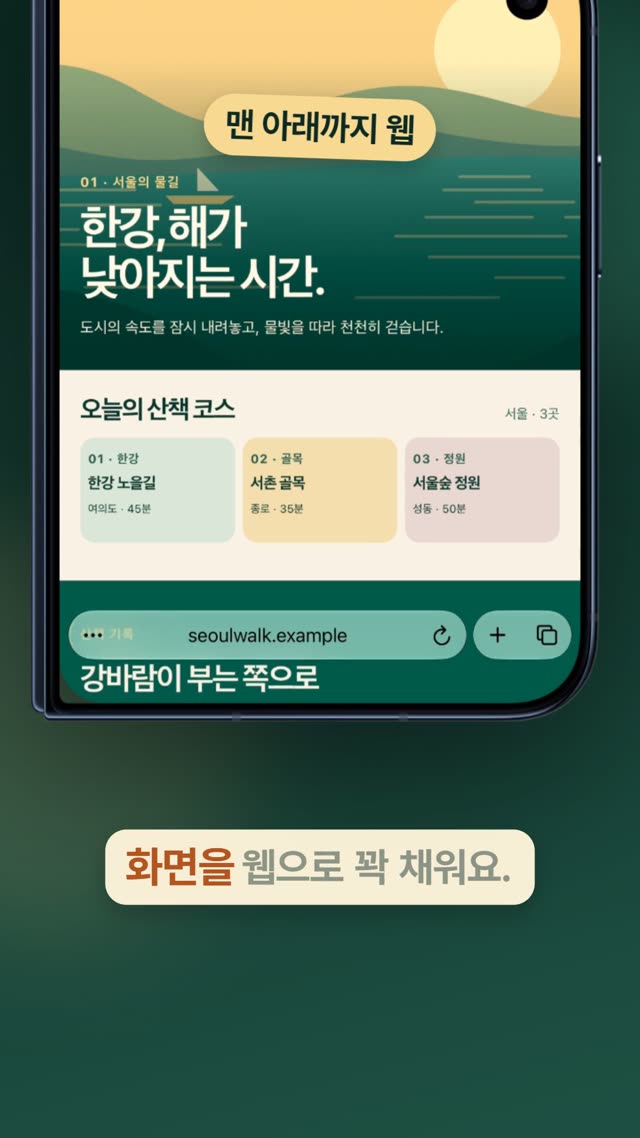 맨 아래까지 웹
01 · 서울의 물길
한강, 해가
낮아지는 시간.
도시의 속도를 잠시 내려놓고, 물빛을 따라 천천히 걷습니다.
오늘의 산책 코스
서울 · 3곳
01 · 한강
한강 노을길
여의도 · 45분
02 · 골목
서촌 골목
종로 · 35분
03 · 정원
서울숲 정원
성동 · 50분
산책 기록
seoulwalk.example
강바람이 부는 쪽으로
화면을 웹으로 꽉 채워요.